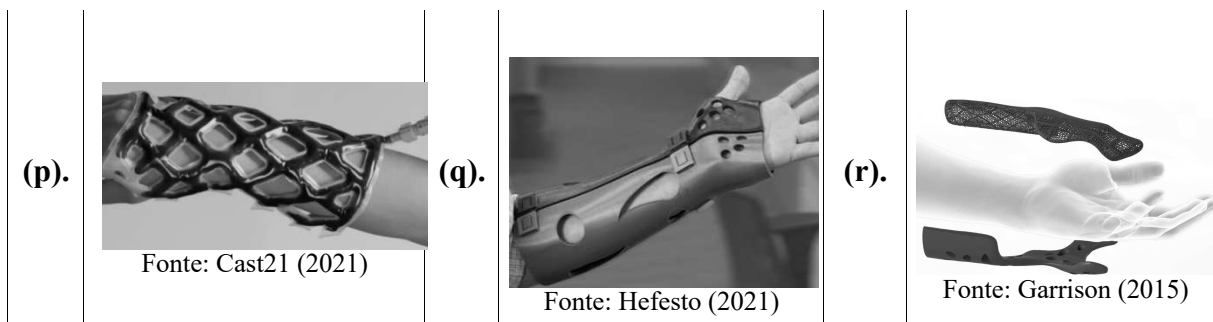 (p).
Fonte: Cast21 (2021)
(q).
Fonte: Hefesto (2021)
(r).
Fonte: Garrison (2015)